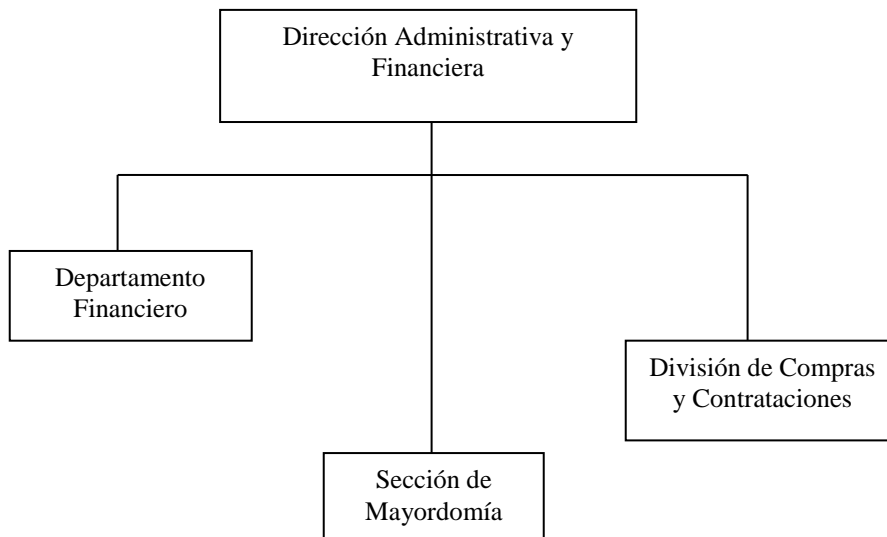 Dirección Administrativa y
Financiera
Departamento
Financiero
División de Compras
y Contrataciones
Sección de
Mayordomía